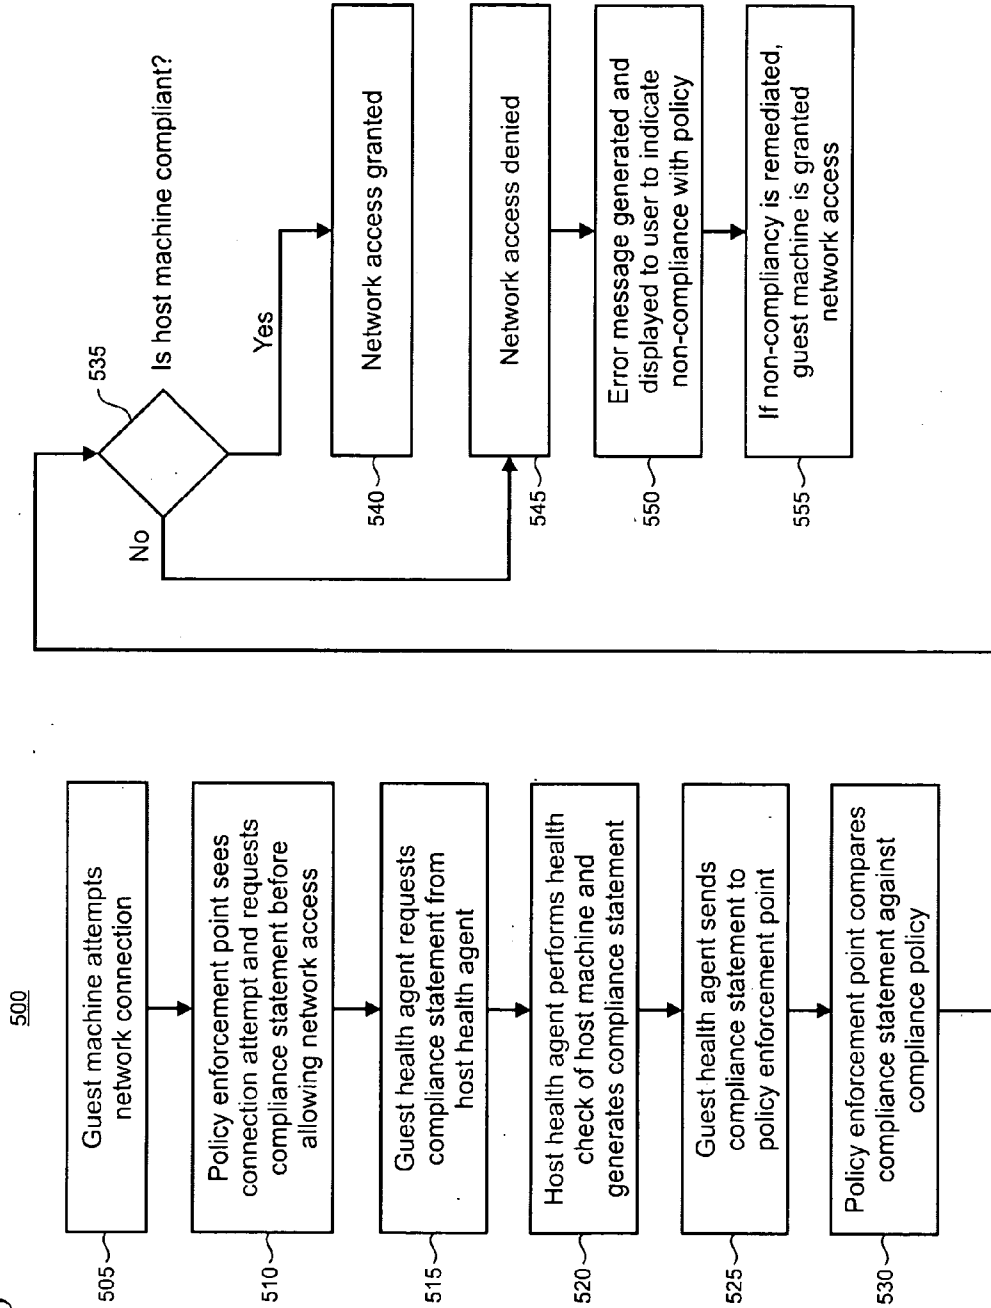 500
505
Guest machine attempts
network connection
510
Policy enforcement point sees
connection attempt and requests
compliance statement before
allowing network access
515
Guest health agent requests
compliance statement from
host health agent
520
Host health agent performs health
check of host machine and
generates compliance statement
525
Guest health agent sends
compliance statement to
policy enforcement point
530
Policy enforcement point compares
compliance statement against
compliance policy
535
Is host machine compliant?
No
Yes
540
Network access granted
545
Network access denied
550
Error message generated and
displayed to user to indicate
non-compliance with policy
555
If non-compliancy is remediated,
guest machine is granted
network access